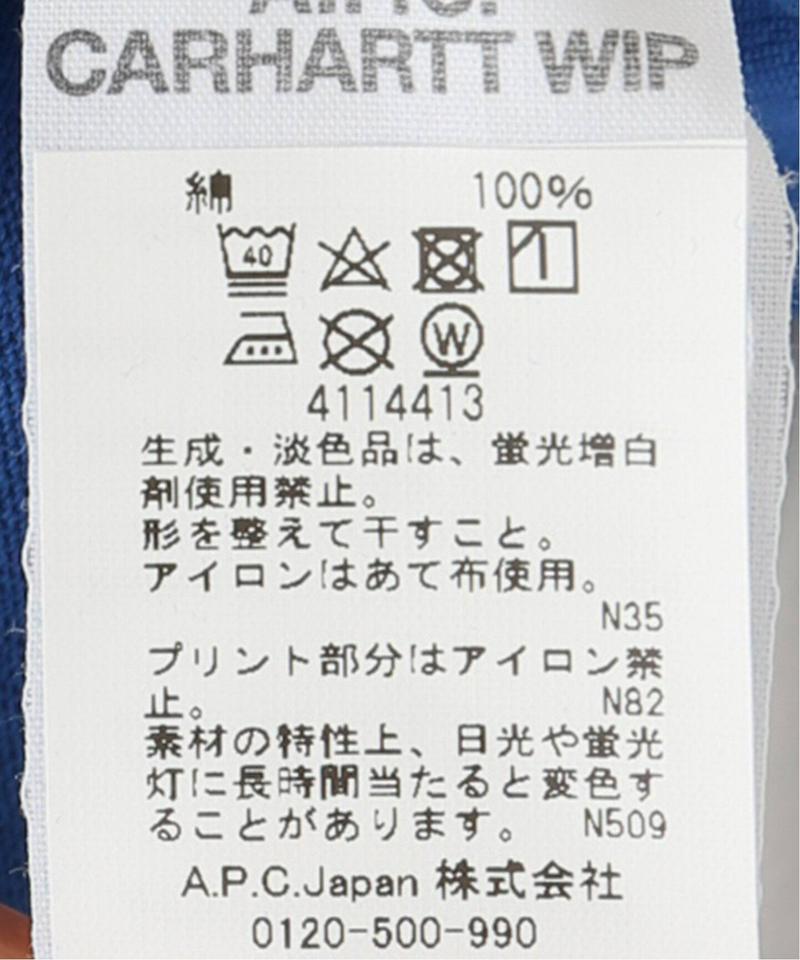 A.P.C.
CARHARTT WIP
綿 100%
40
W
4114413
生成・淡色品は、蛍光増白
剤使用禁止。
形を整えて干すこと。
アイロンはあて布使用。
N35
プリント部分はアイロン禁
止。 N82
素材の特性上、日光や蛍光
灯に長時間当たると変色す
ることがあります。 N509
A.P.C.Japan 株式会社
0120-500-990